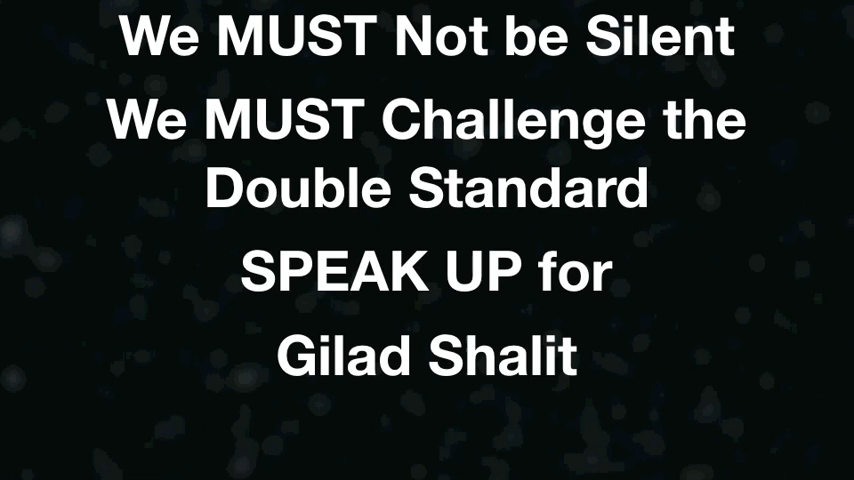 We MUST Not be Silent
We MUST Challenge the
Double Standard
SPEAK UP for
Gilad Shalit